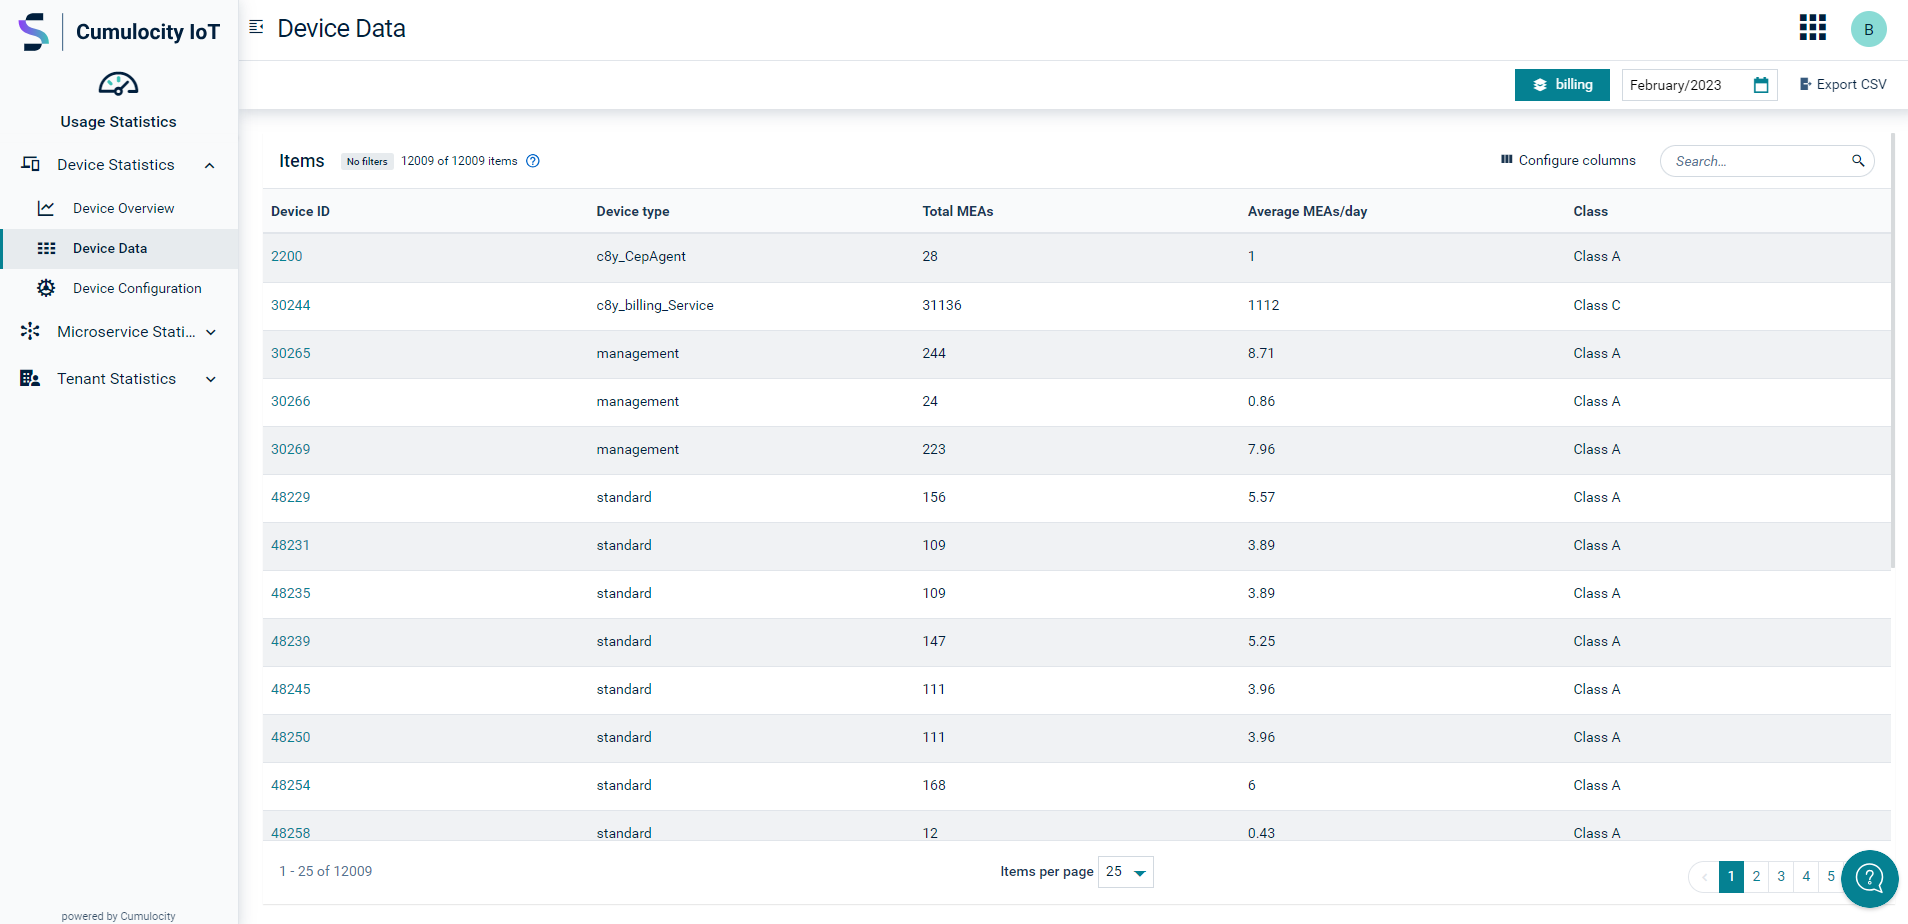 Cumulocity IoT
Device Data
B
Usage Statistics
billing
February/2023
Export CSV
Device Statistics
Device Overview
Device Data
Device Configuration
Microservice Stati...
Tenant Statistics
powered by Cumulocity
Items No filters 12009 of 12009 items
Configure columns
Search...
Device ID Device type Total MEAs Average MEAs/day Class
2200 c8y_CepAgent 28 1 Class A
30244 c8y_billing_Service 31136 1112 Class C
30265 management 244 8.71 Class A
30266 management 24 0.86 Class A
30269 management 223 7.96 Class A
48229 standard 156 5.57 Class A
48231 standard 109 3.89 Class A
48235 standard 109 3.89 Class A
48239 standard 147 5.25 Class A
48245 standard 111 3.96 Class A
48250 standard 111 3.96 Class A
48254 standard 168 6 Class A
48258 standard 12 0.43 Class A
1 - 25 of 12009
Items per page 25
‹ 1 2 3 4 5